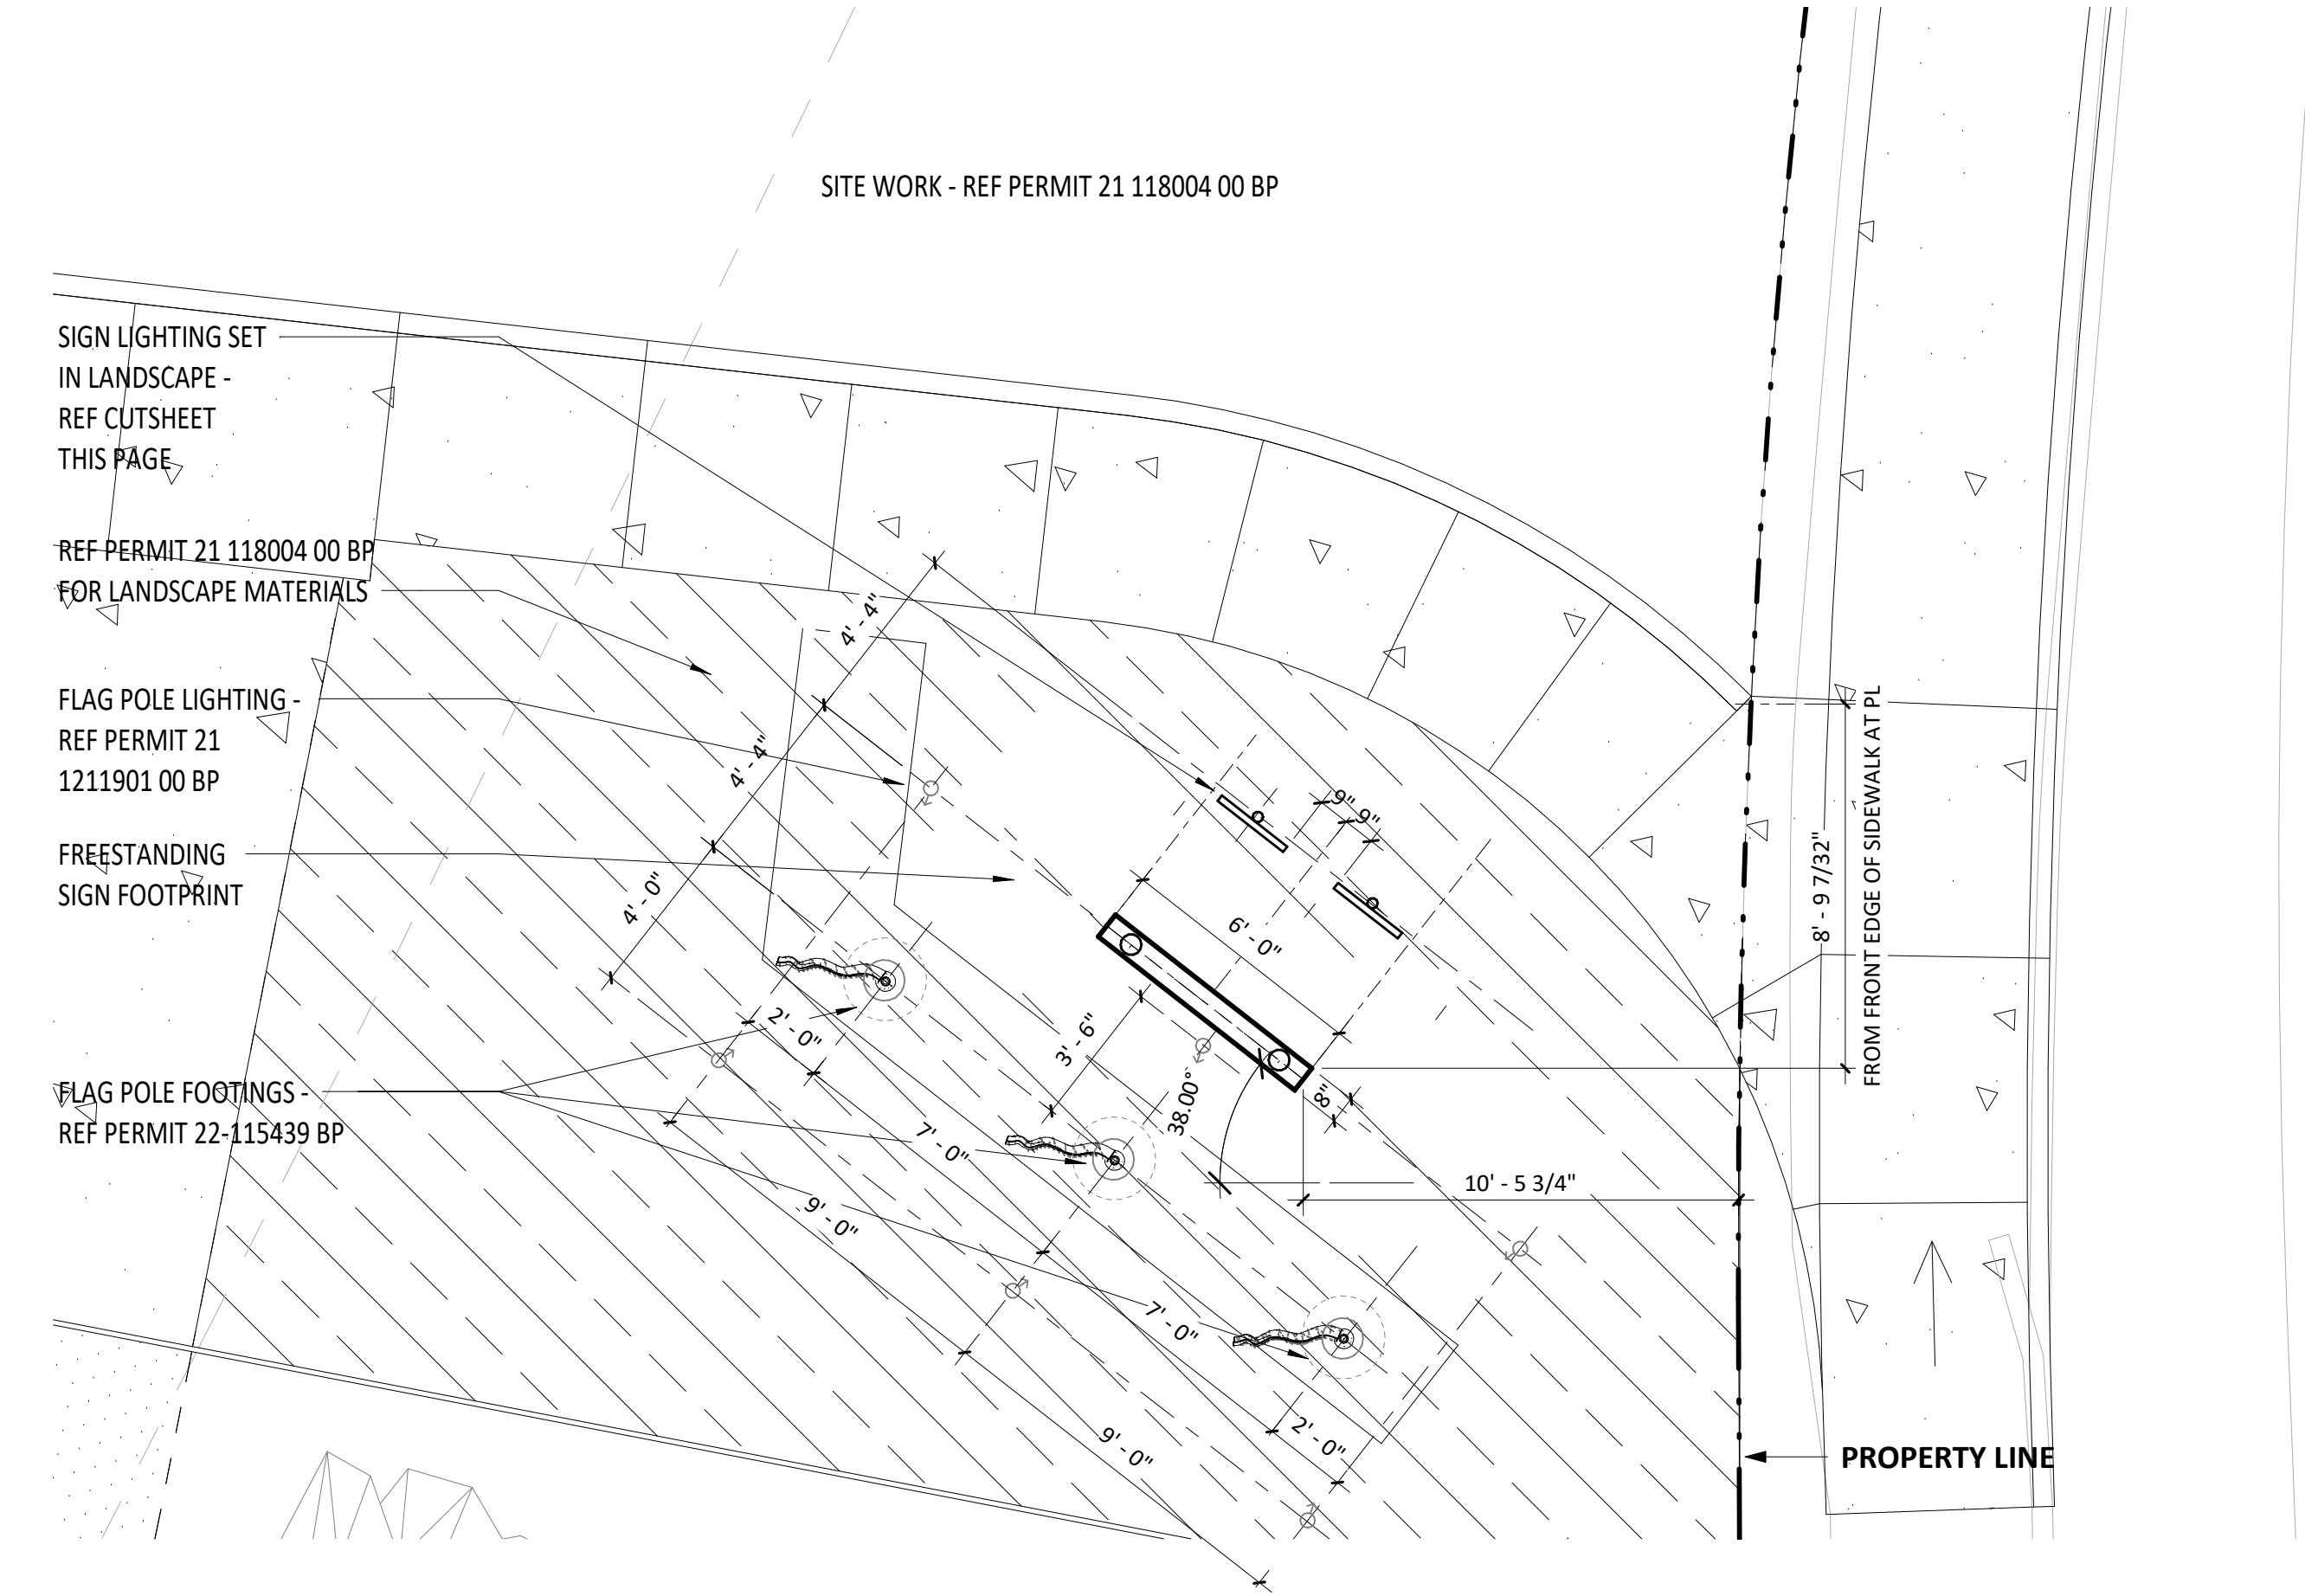 SITE WORK - REF PERMIT 21 118004 00 BP
SIGN LIGHTING SET
IN LANDSCAPE -
REF CUTSHEET
THIS PAGE
REF PERMIT 21 118004 00 BP
FOR LANDSCAPE MATERIALS
FLAG POLE LIGHTING -
REF PERMIT 21
1211901 00 BP
FREESTANDING
SIGN FOOTPRINT
FLAG POLE FOOTINGS -
REF PERMIT 22-115439 BP
4' - 4"
4' - 4"
4' - 0"
9"
9"
6' - 0"
2' - 0"
3' - 6"
38.00°
8"
7' - 0"
9' - 0"
7' - 0"
9' - 0"
2' - 0"
10' - 5 3/4"
8' - 9 7/32"
FROM FRONT EDGE OF SIDEWALK AT PL
PROPERTY LINE